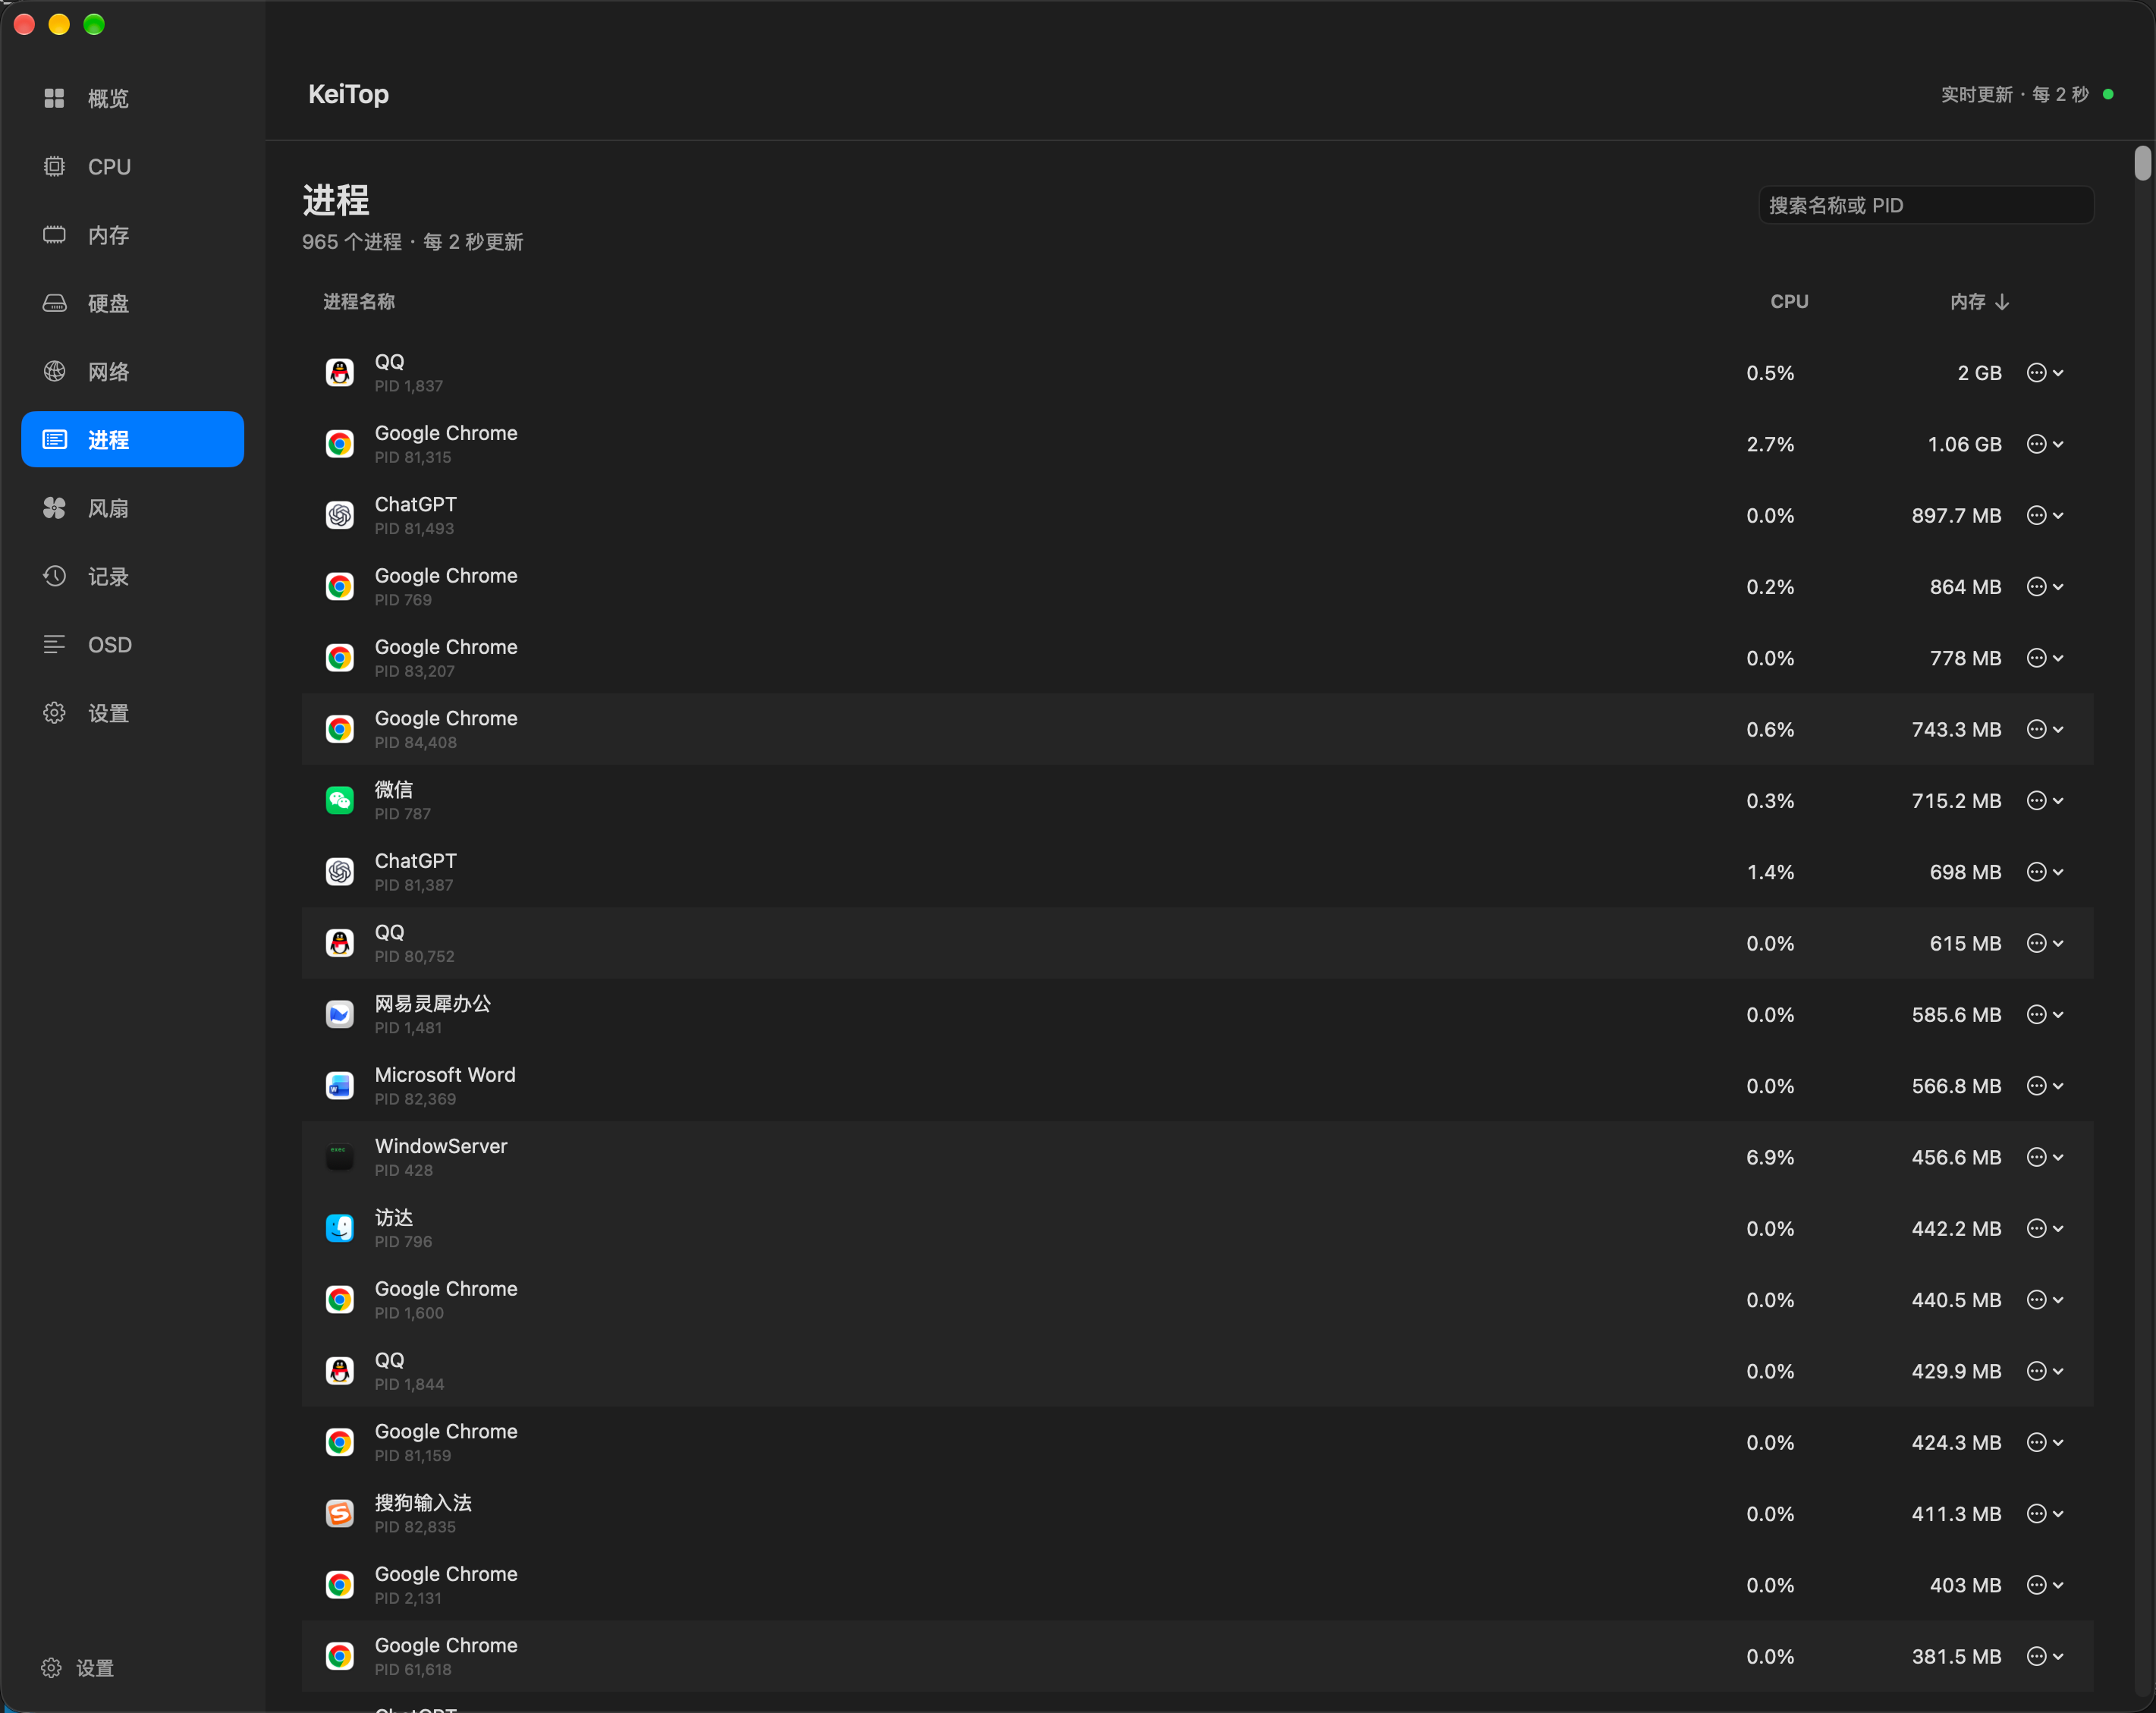 KeiTop
实时更新 · 每 2 秒
概览
CPU
内存
硬盘
网络
进程
风扇
记录
OSD
设置
设置
进程
965 个进程 · 每 2 秒更新
搜索名称或 PID
进程名称 CPU 内存 ↓
QQ
PID 1,837
0.5% 2 GB
Google Chrome
PID 81,315
2.7% 1.06 GB
ChatGPT
PID 81,493
0.0% 897.7 MB
Google Chrome
PID 769
0.2% 864 MB
Google Chrome
PID 83,207
0.0% 778 MB
Google Chrome
PID 84,408
0.6% 743.3 MB
微信
PID 787
0.3% 715.2 MB
ChatGPT
PID 81,387
1.4% 698 MB
QQ
PID 80,752
0.0% 615 MB
网易灵犀办公
PID 1,481
0.0% 585.6 MB
Microsoft Word
PID 82,369
0.0% 566.8 MB
WindowServer
PID 428
6.9% 456.6 MB
访达
PID 796
0.0% 442.2 MB
Google Chrome
PID 1,600
0.0% 440.5 MB
QQ
PID 1,844
0.0% 429.9 MB
Google Chrome
PID 81,159
0.0% 424.3 MB
搜狗输入法
PID 82,835
0.0% 411.3 MB
Google Chrome
PID 2,131
0.0% 403 MB
Google Chrome
PID 61,618
0.0% 381.5 MB
ChatGPT